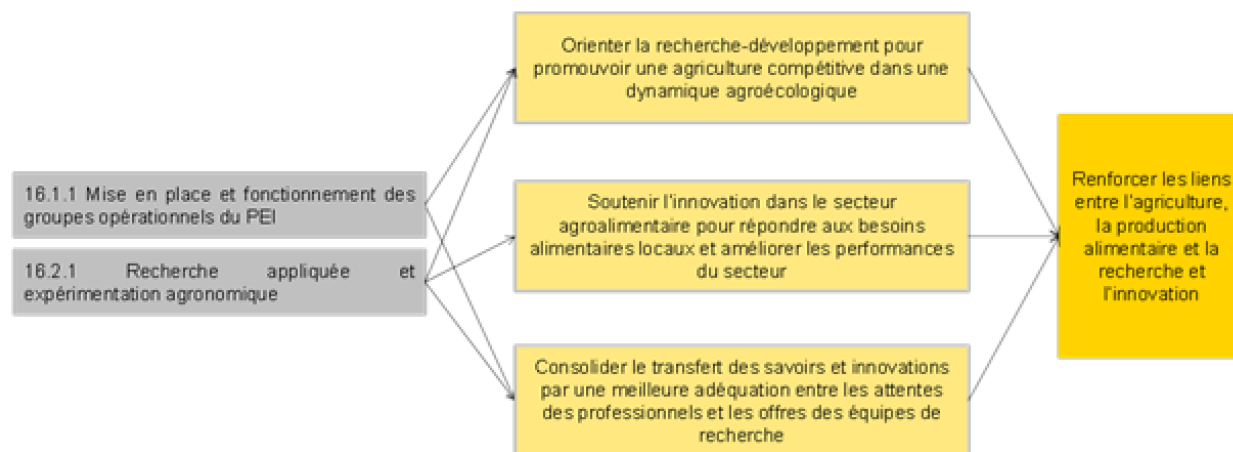 16.1.1 Mise en place et fonctionnement des
groupes opérationnels du PEI
16.2.1 Recherche appliquée et
expérimentation agronomique
Orienter la recherche-développement pour
promouvoir une agriculture compétitive dans une
dynamique agroécologique
Soutenir l'innovation dans le secteur
agroalimentaire pour répondre aux besoins
alimentaires locaux et améliorer les performances
du secteur
Consolider le transfert des savoirs et innovations
par une meilleure adéquation entre les attentes
des professionnels et les offres des équipes de
recherche
Renforcer les liens
entre l'agriculture,
la production
alimentaire et la
recherche et
l'innovation